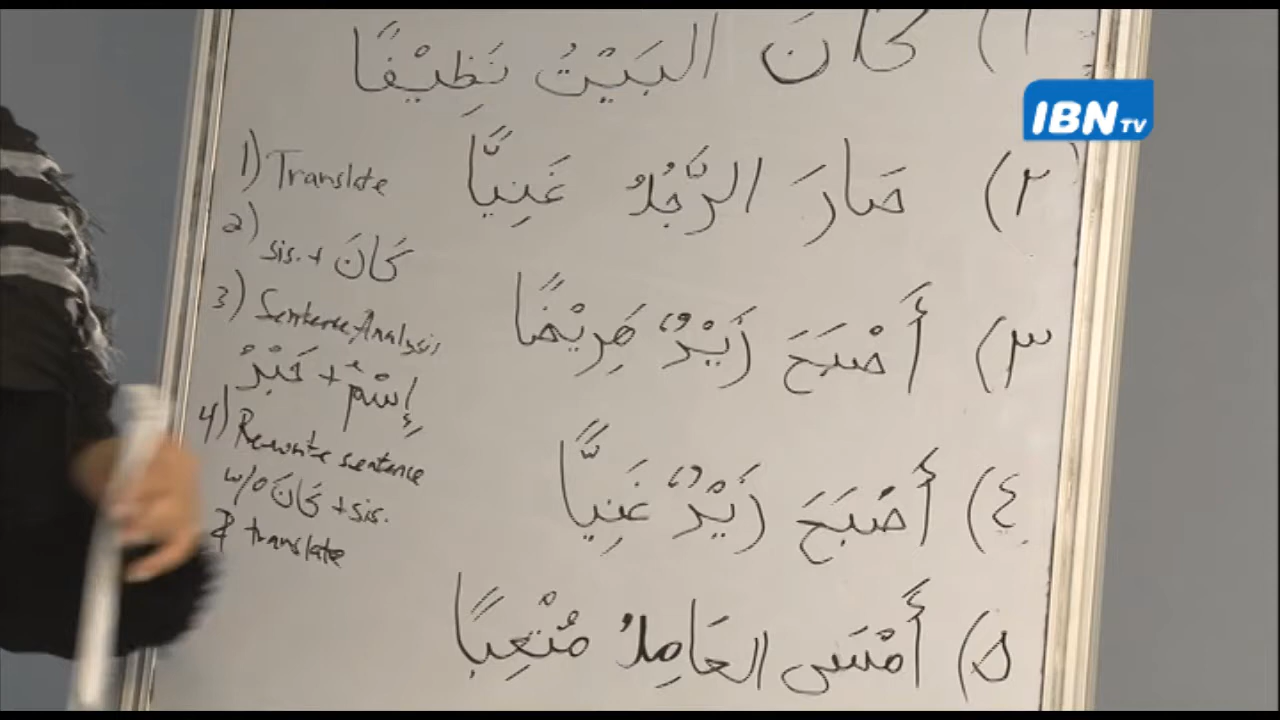 ١) كَانَ البَيْتُ نَظِيْفًا
٢) صَارَ الرَّجُلُ غَنِيًّا
٣) أَصْبَحَ زَيْدٌ مَرِيْضًا
٤) أَصْبَحَ زَيْدٌ غَنِيًّا
٥) أَمْسَى العَامِلُ مُتْعِبًا
1) Translate
2) sis. + كَانَ
3) Sentence Analysis
إِسْمٌ + خَبْرٌ
4) Rewrite sentence
w/o كَانَ + sis.
& translate
IBN TV